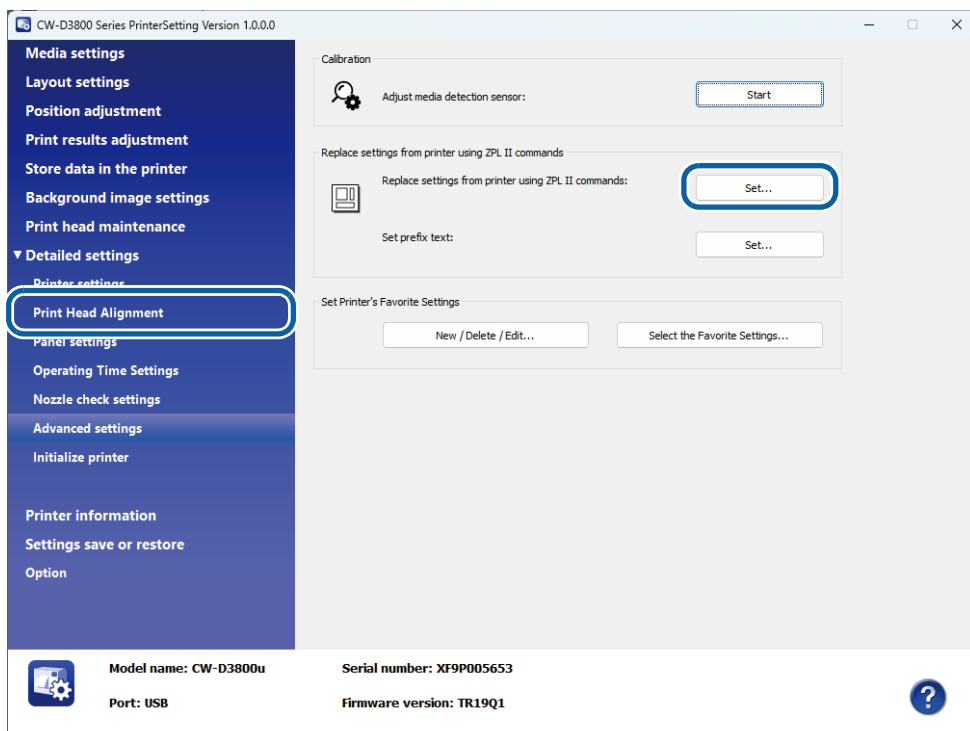 CW-D3800 Series PrinterSetting Version 1.0.0.0
Media settings
Layout settings
Position adjustment
Print results adjustment
Store data in the printer
Background image settings
Print head maintenance
▼ Detailed settings
Printer settings
Print Head Alignment
Panel settings
Operating Time Settings
Nozzle check settings
Advanced settings
Initialize printer
Printer information
Settings save or restore
Option
Calibration
Adjust media detection sensor:
Start
Replace settings from printer using ZPL II commands
Replace settings from printer using ZPL II commands:
Set...
Set prefix text:
Set...
Set Printer's Favorite Settings
New / Delete / Edit...
Select the Favorite Settings...
Model name: CW-D3800u
Serial number: XF9P005653
Port: USB
Firmware version: TR19Q1
?